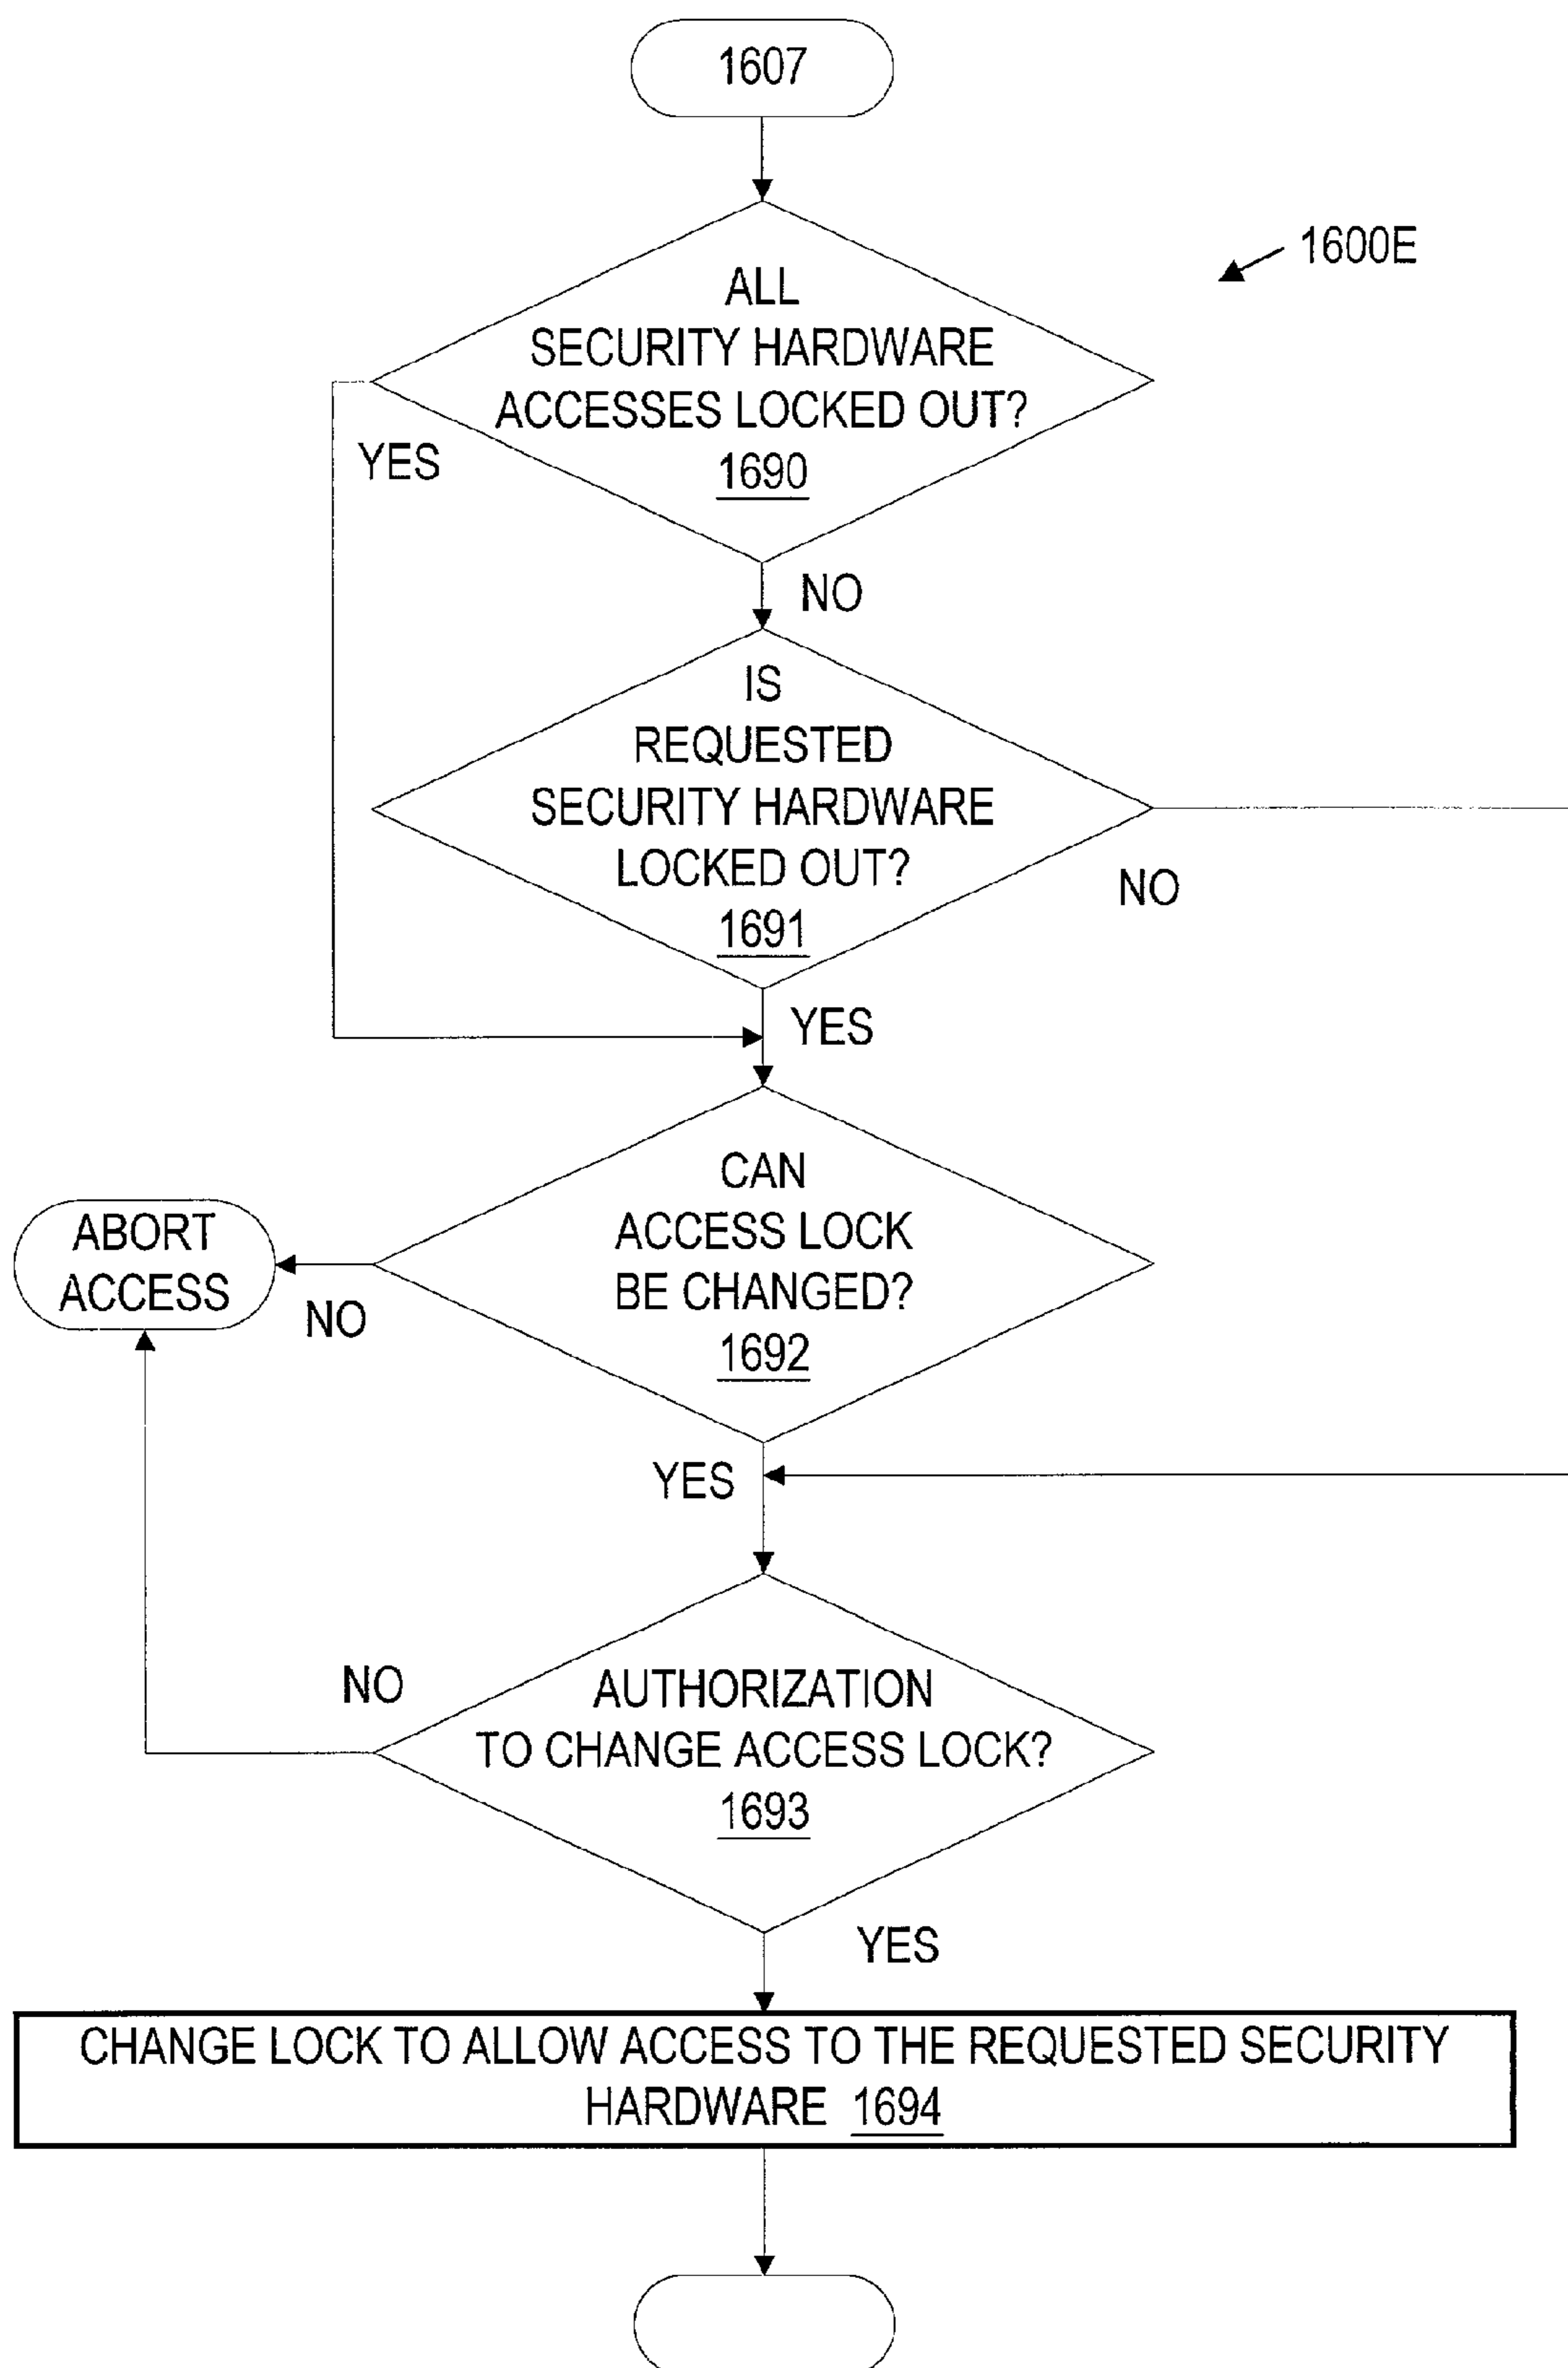 1607
1600E
ALL
SECURITY HARDWARE
ACCESSES LOCKED OUT?
1690
YES
NO
IS
REQUESTED
SECURITY HARDWARE
LOCKED OUT?
1691
NO
YES
CAN
ACCESS LOCK
BE CHANGED?
1692
ABORT
ACCESS
NO
YES
AUTHORIZATION
TO CHANGE ACCESS LOCK?
1693
NO
YES
CHANGE LOCK TO ALLOW ACCESS TO THE REQUESTED SECURITY
HARDWARE 1694